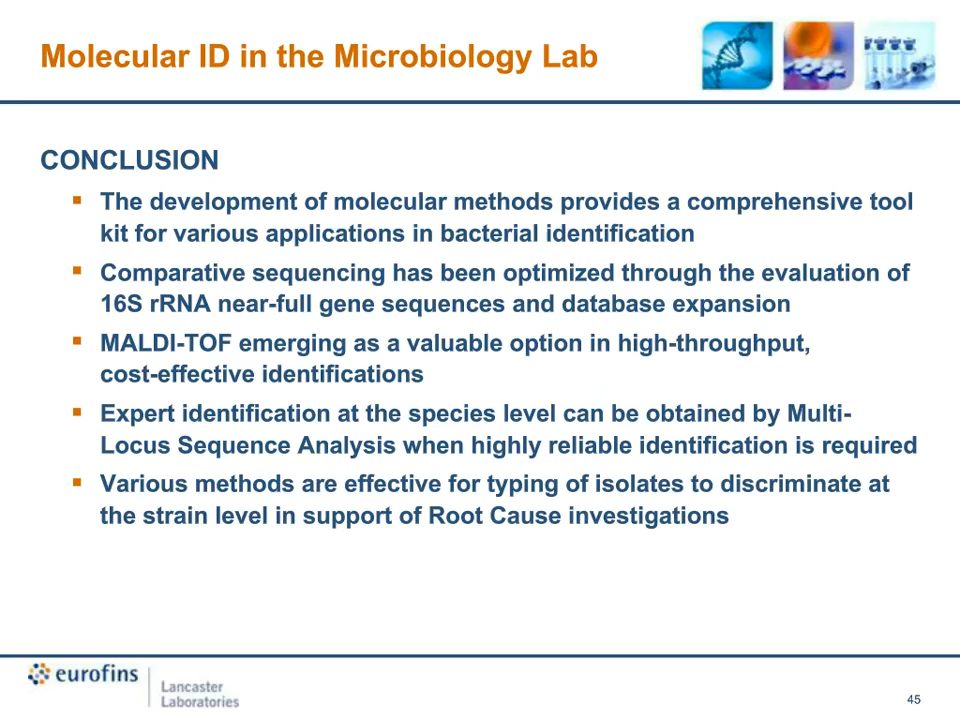 Molecular ID in the Microbiology Lab
CONCLUSION
▪ The development of molecular methods provides a comprehensive tool
kit for various applications in bacterial identification
▪ Comparative sequencing has been optimized through the evaluation of
16S rRNA near-full gene sequences and database expansion
▪ MALDI-TOF emerging as a valuable option in high-throughput,
cost-effective identifications
▪ Expert identification at the species level can be obtained by Multi-
Locus Sequence Analysis when highly reliable identification is required
▪ Various methods are effective for typing of isolates to discriminate at
the strain level in support of Root Cause investigations
eurofins
Lancaster
Laboratories
45